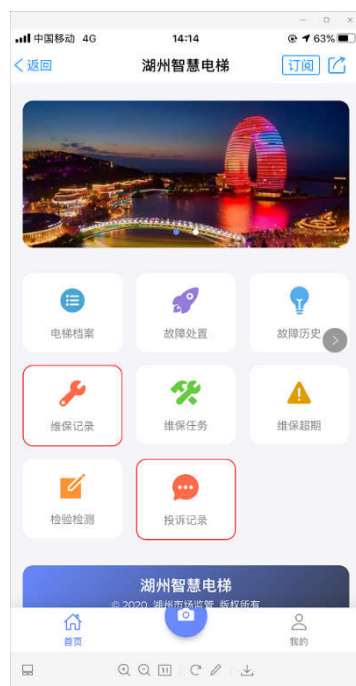 中国移动 4G 14:14 63%
返回 湖州智慧电梯 订阅
电梯档案 故障处置 故障历史
维保记录 维保任务 维保超期
检验检测 投诉记录
湖州智慧电梯
© 2020 湖州市场监管 版权所有
首页 我的
1:1